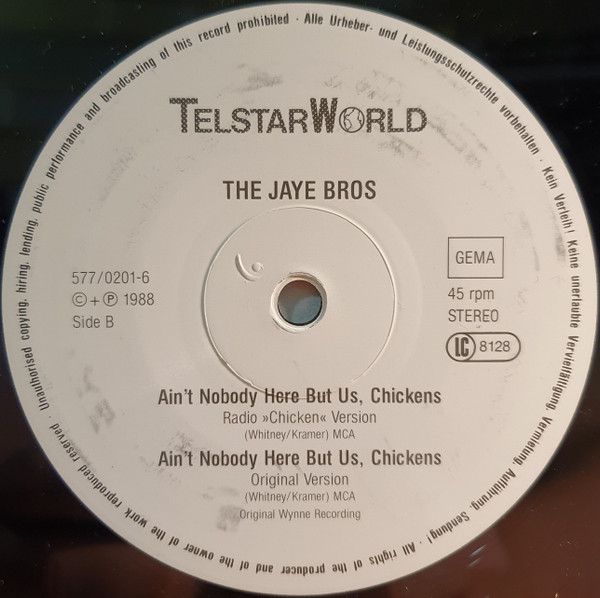 TELSTARWORLD
THE JAYE BROS
577/0201-6
© + ℗ 1988
Side B
GEMA
45 rpm
STEREO
LC 8128
Ain't Nobody Here But Us, Chickens
Radio »Chicken« Version
(Whitney/Kramer) MCA
Ain't Nobody Here But Us, Chickens
Original Version
(Whitney/Kramer) MCA
Original Wynne Recording
Alle Urheber- und Leistungsschutzrechte vorbehalten · Kein Verleih! Keine unerlaubte Vervielfältigung, Vermietung, Aufführung, Sendung! · All rights of the producer and of the owner of the work reproduced reserved · Unauthorised copying, hiring, lending, public performance and broadcasting of this record prohibited ·